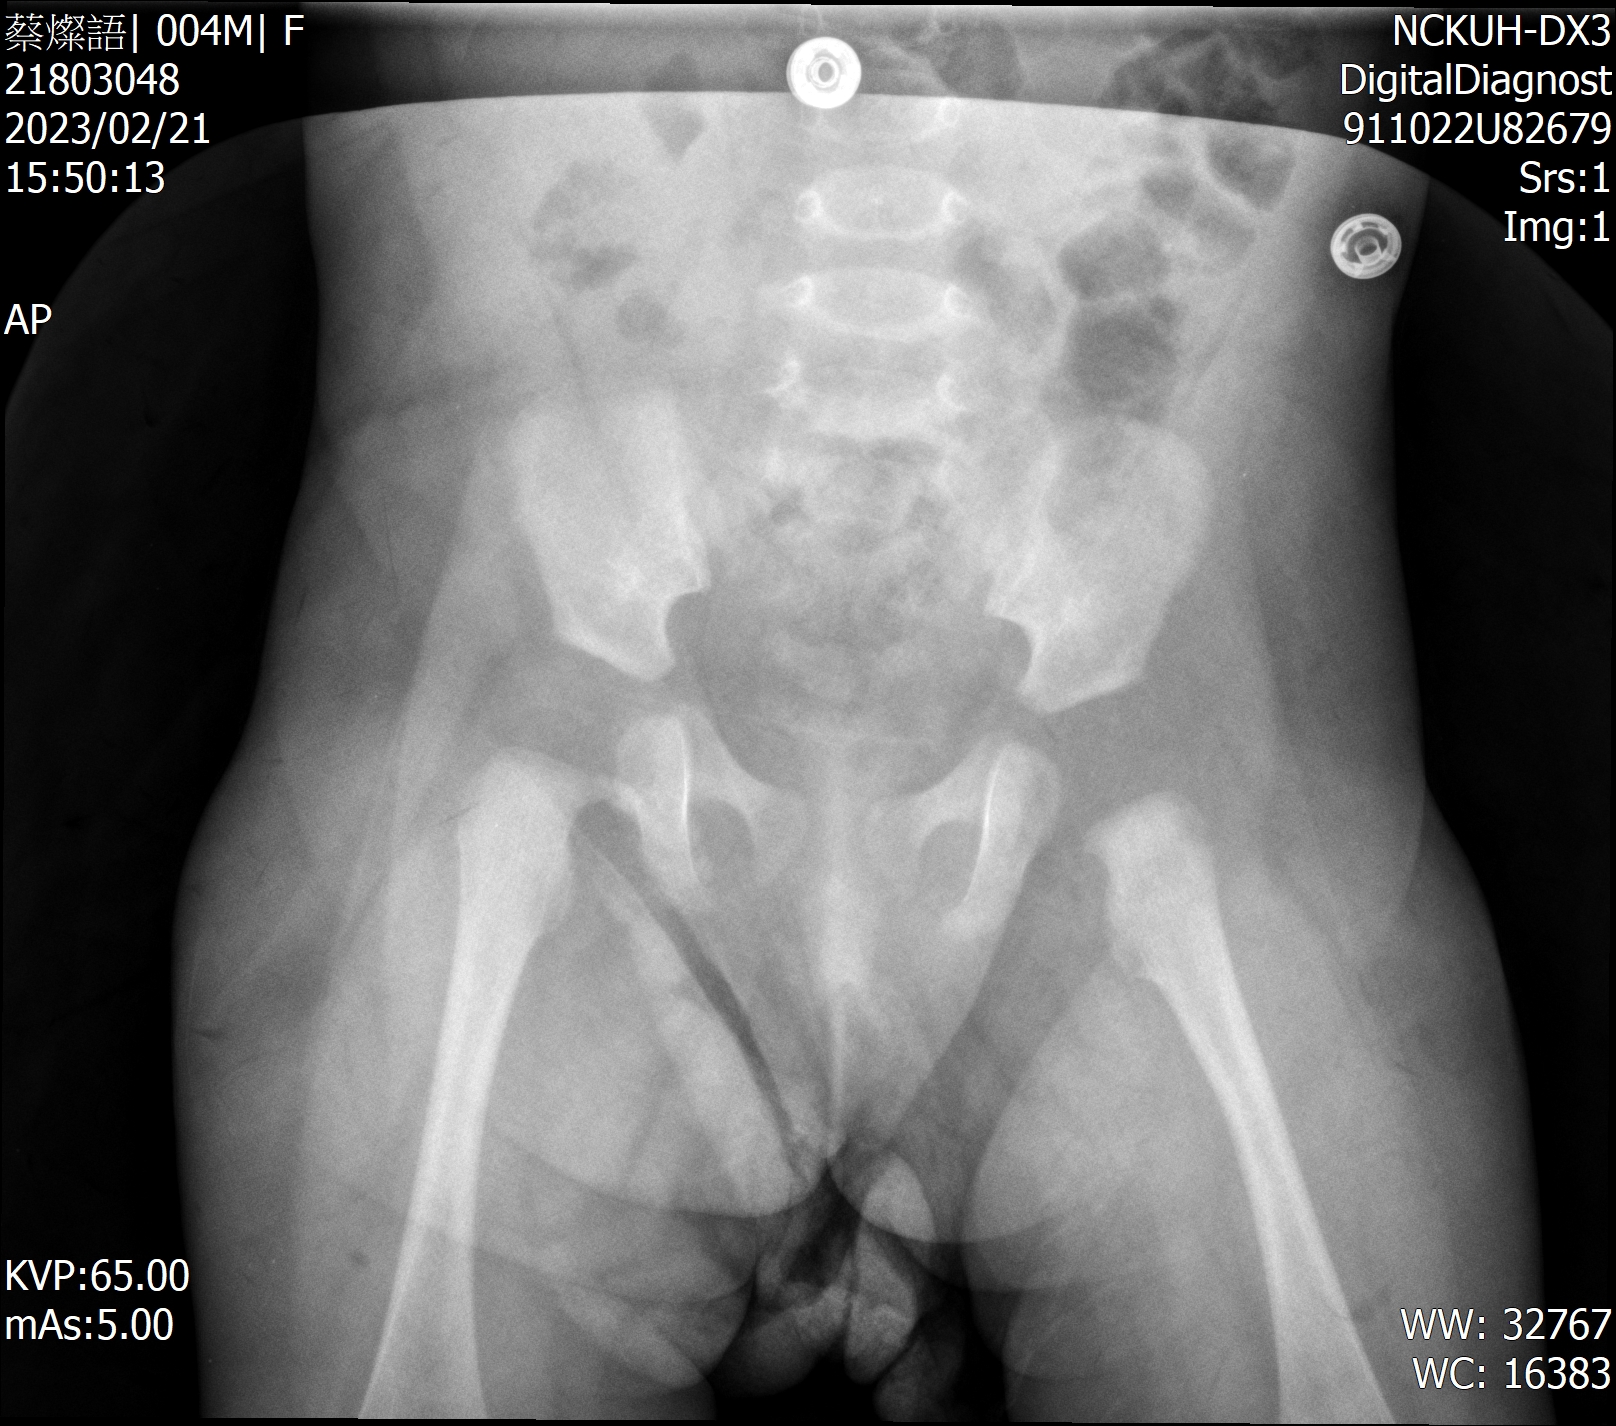 蔡燦語| 004M| F
21803048
2023/02/21
15:50:13
AP
NCKUH-DX3
DigitalDiagnost
911022U82679
Srs:1
Img:1
KVP:65.00
mAs:5.00
WW: 32767
WC: 16383